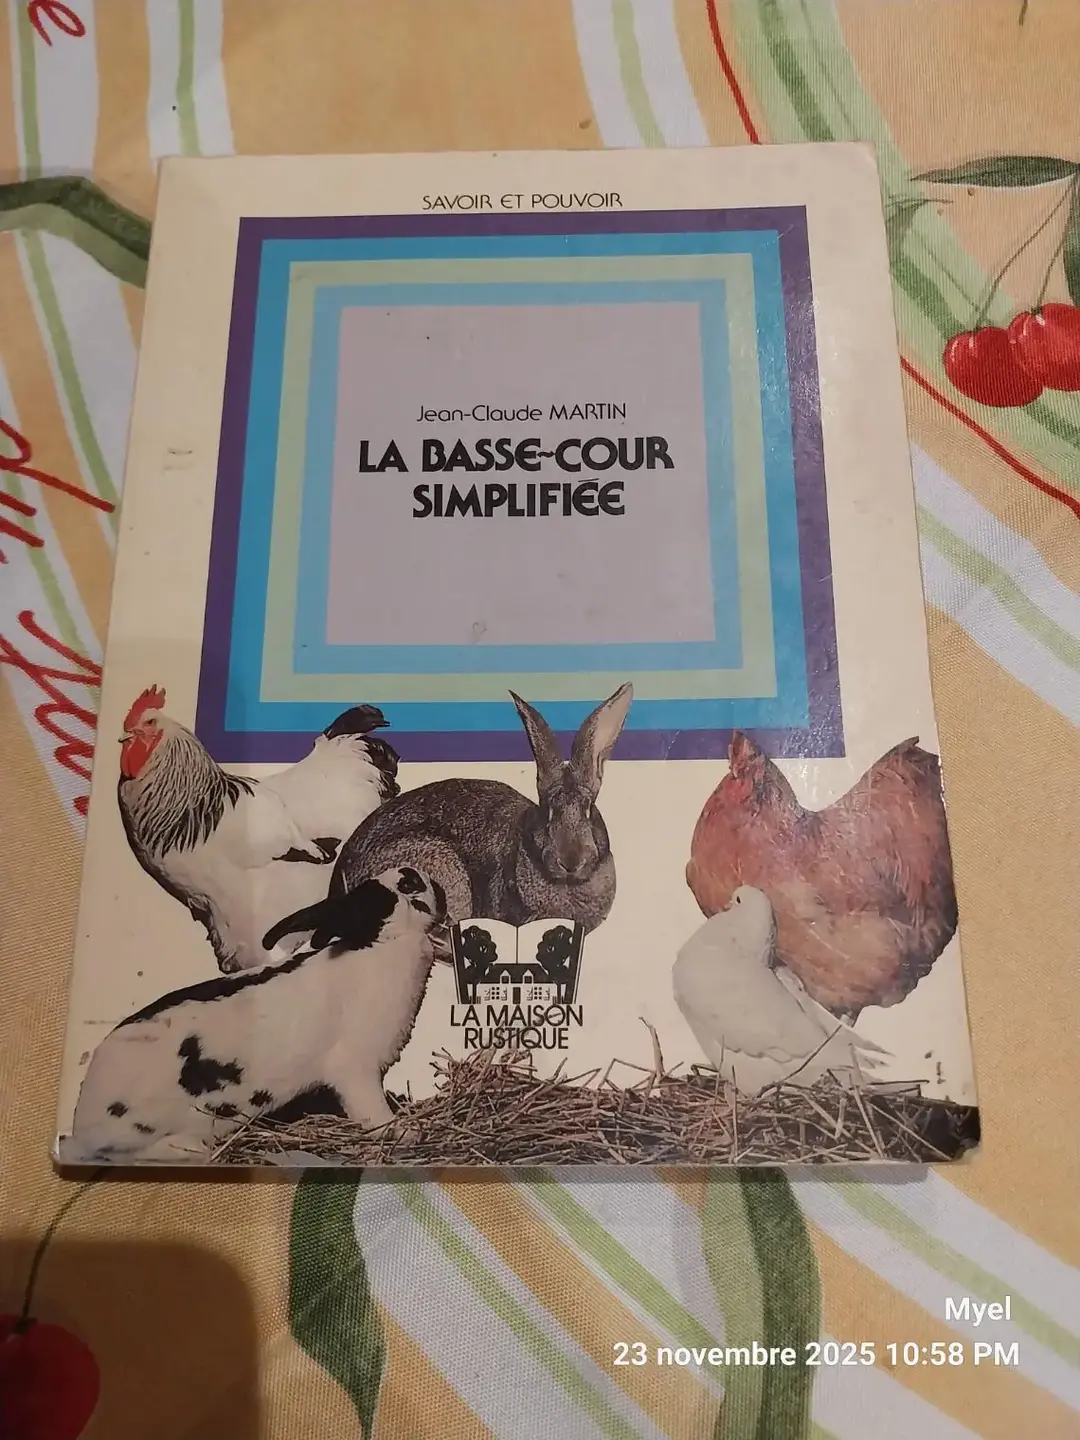 SAVOIR ET POUVOIR
Jean-Claude MARTIN
LA BASSE-COUR
SIMPLIFIÉE
LA MAISON
RUSTIQUE
Myel
23 novembre 2025 10:58 PM